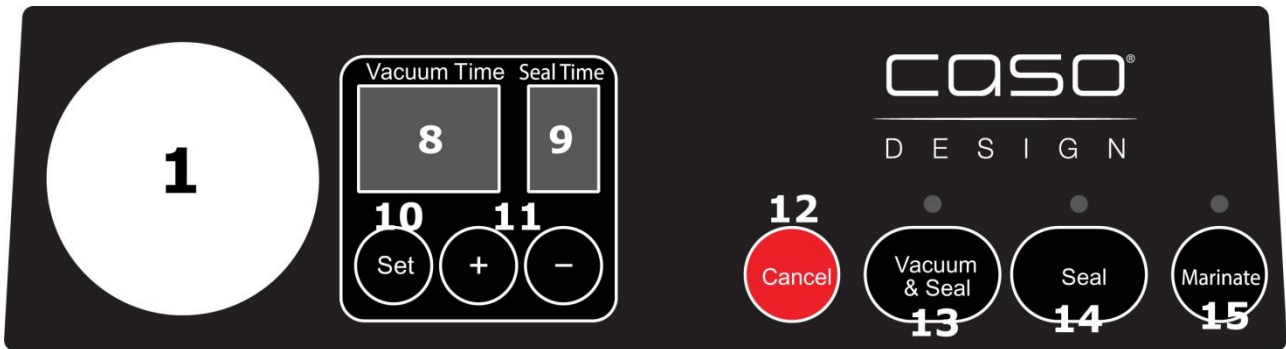 1
Vacuum Time Seal Time
8 9
10 11
Set + −
caso®
DESIGN
12
Cancel
Vacuum
& Seal
13
Seal
14
Marinate
15